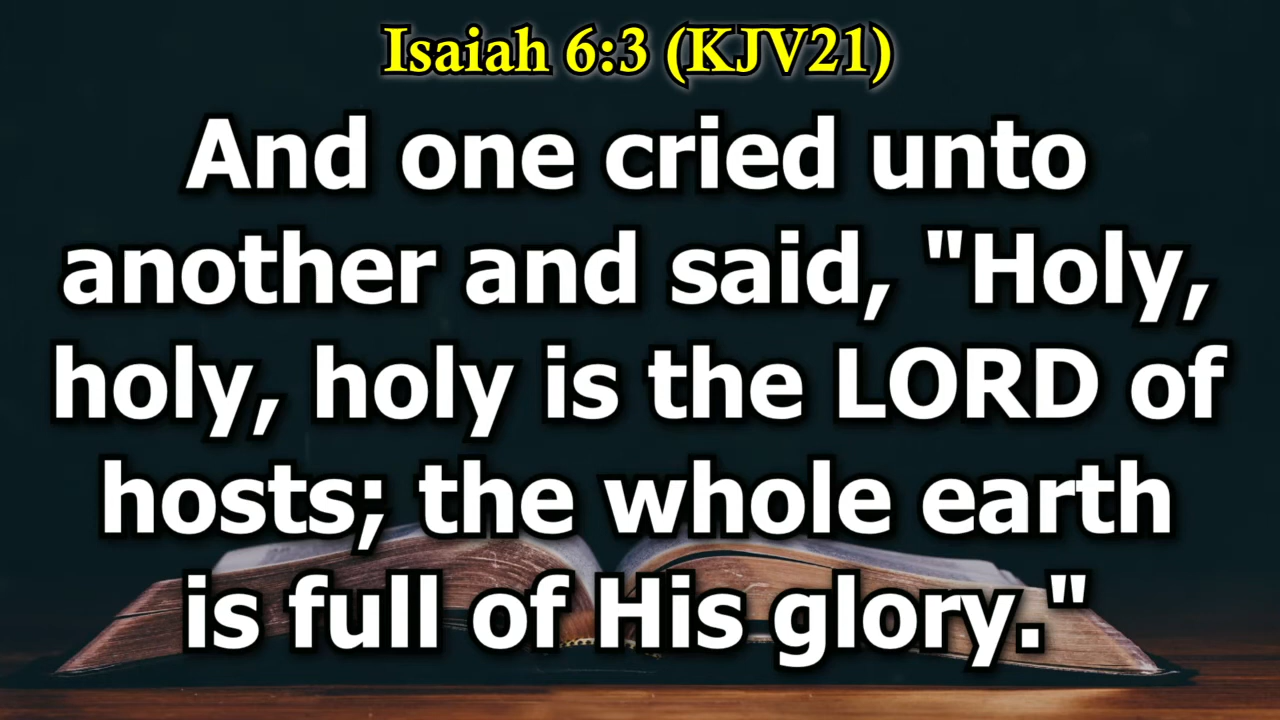 Isaiah 6:3 (KJV21)
And one cried unto
another and said, "Holy,
holy, holy is the LORD of
hosts; the whole earth
is full of His glory."